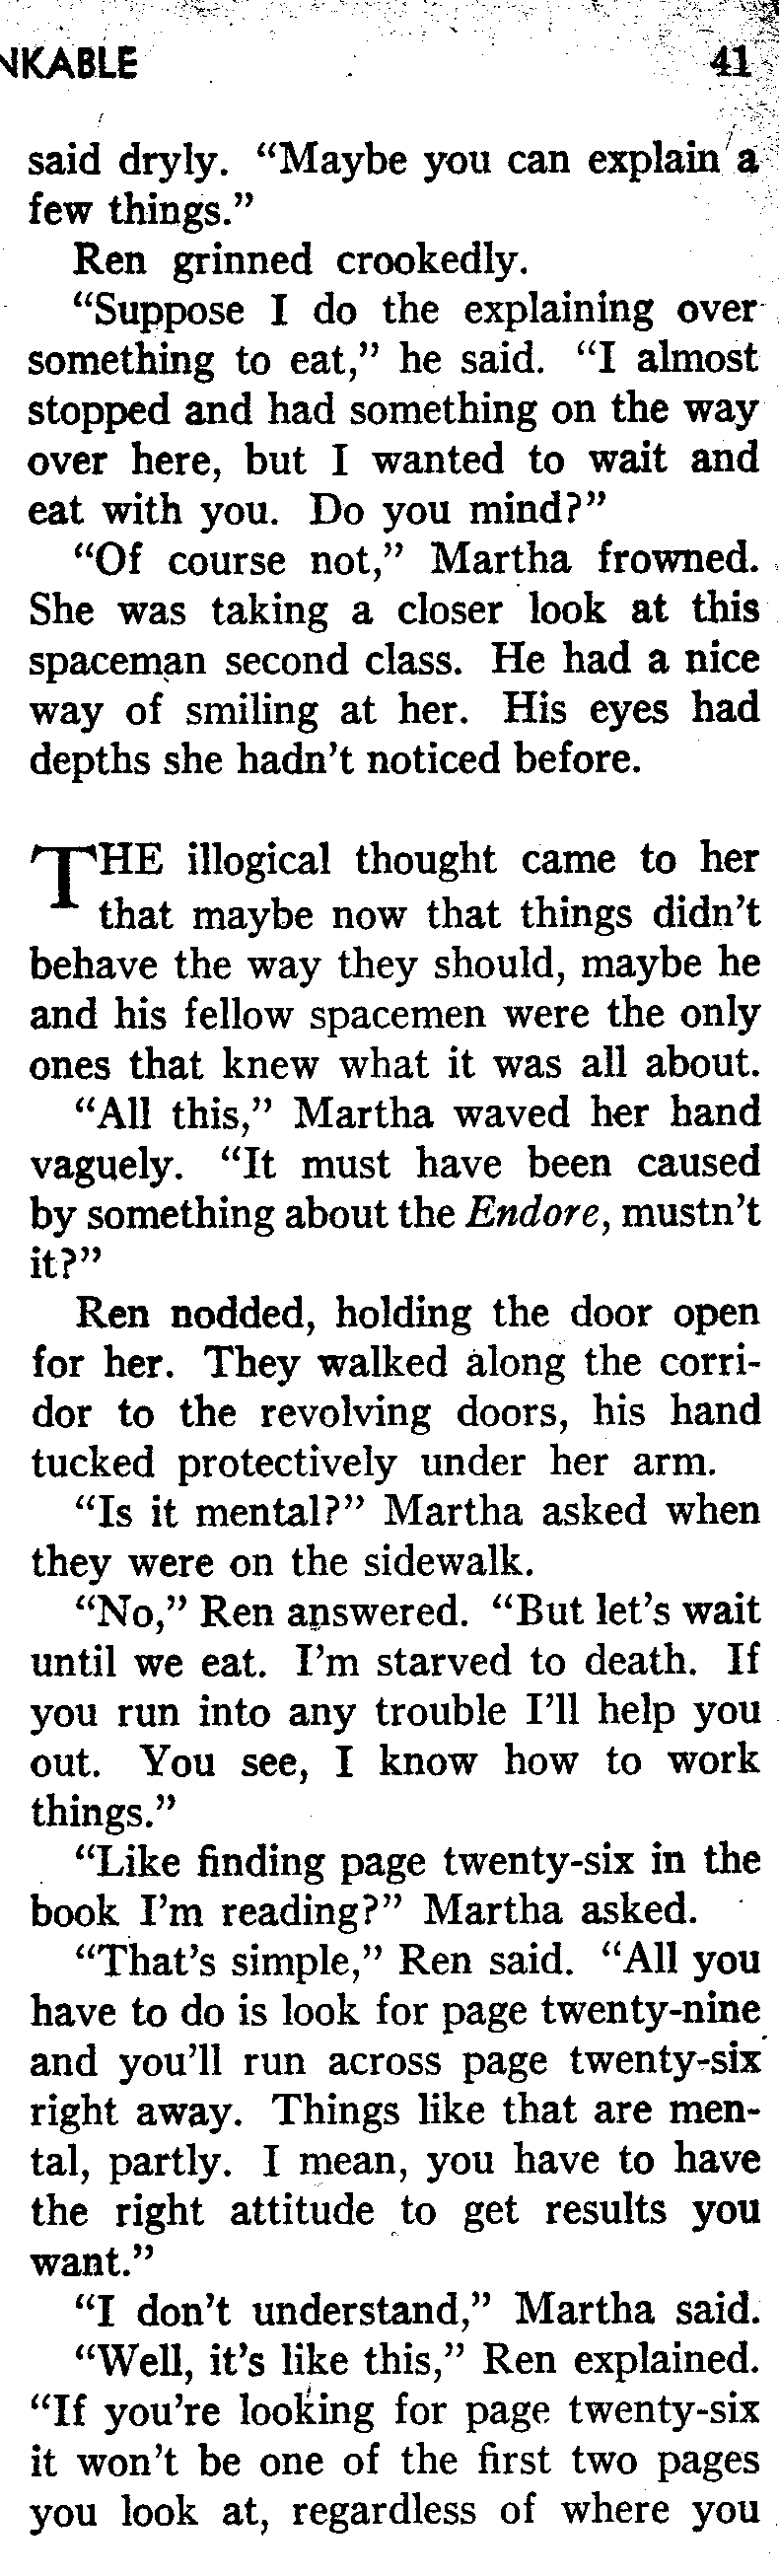 NKABLE 41
said dryly. “Maybe you can explain a
few things.”
Ren grinned crookedly.
“Suppose I do the explaining over
something to eat,” he said. “I almost
stopped and had something on the way
over here, but I wanted to wait and
eat with you. Do you mind?”
“Of course not,” Martha frowned.
She was taking a closer look at this
spaceman second class. He had a nice
way of smiling at her. His eyes had
depths she hadn’t noticed before.
THE illogical thought came to her
that maybe now that things didn’t
behave the way they should, maybe he
and his fellow spacemen were the only
ones that knew what it was all about.
“All this,” Martha waved her hand
vaguely. “It must have been caused
by something about the Endore, mustn’t
it?”
Ren nodded, holding the door open
for her. They walked along the corri-
dor to the revolving doors, his hand
tucked protectively under her arm.
“Is it mental?” Martha asked when
they were on the sidewalk.
“No,” Ren answered. “But let’s wait
until we eat. I’m starved to death. If
you run into any trouble I’ll help you
out. You see, I know how to work
things.”
“Like finding page twenty-six in the
book I’m reading?” Martha asked.
“That’s simple,” Ren said. “All you
have to do is look for page twenty-nine
and you’ll run across page twenty-six
right away. Things like that are men-
tal, partly. I mean, you have to have
the right attitude to get results you
want.”
“I don’t understand,” Martha said.
“Well, it’s like this,” Ren explained.
“If you’re looking for page twenty-six
it won’t be one of the first two pages
you look at, regardless of where you